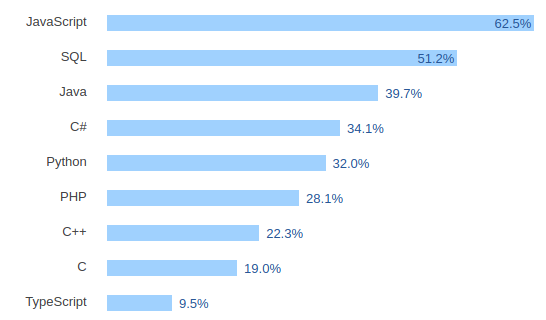 JavaScript 62.5%
SQL 51.2%
Java 39.7%
C# 34.1%
Python 32.0%
PHP 28.1%
C++ 22.3%
C 19.0%
TypeScript 9.5%